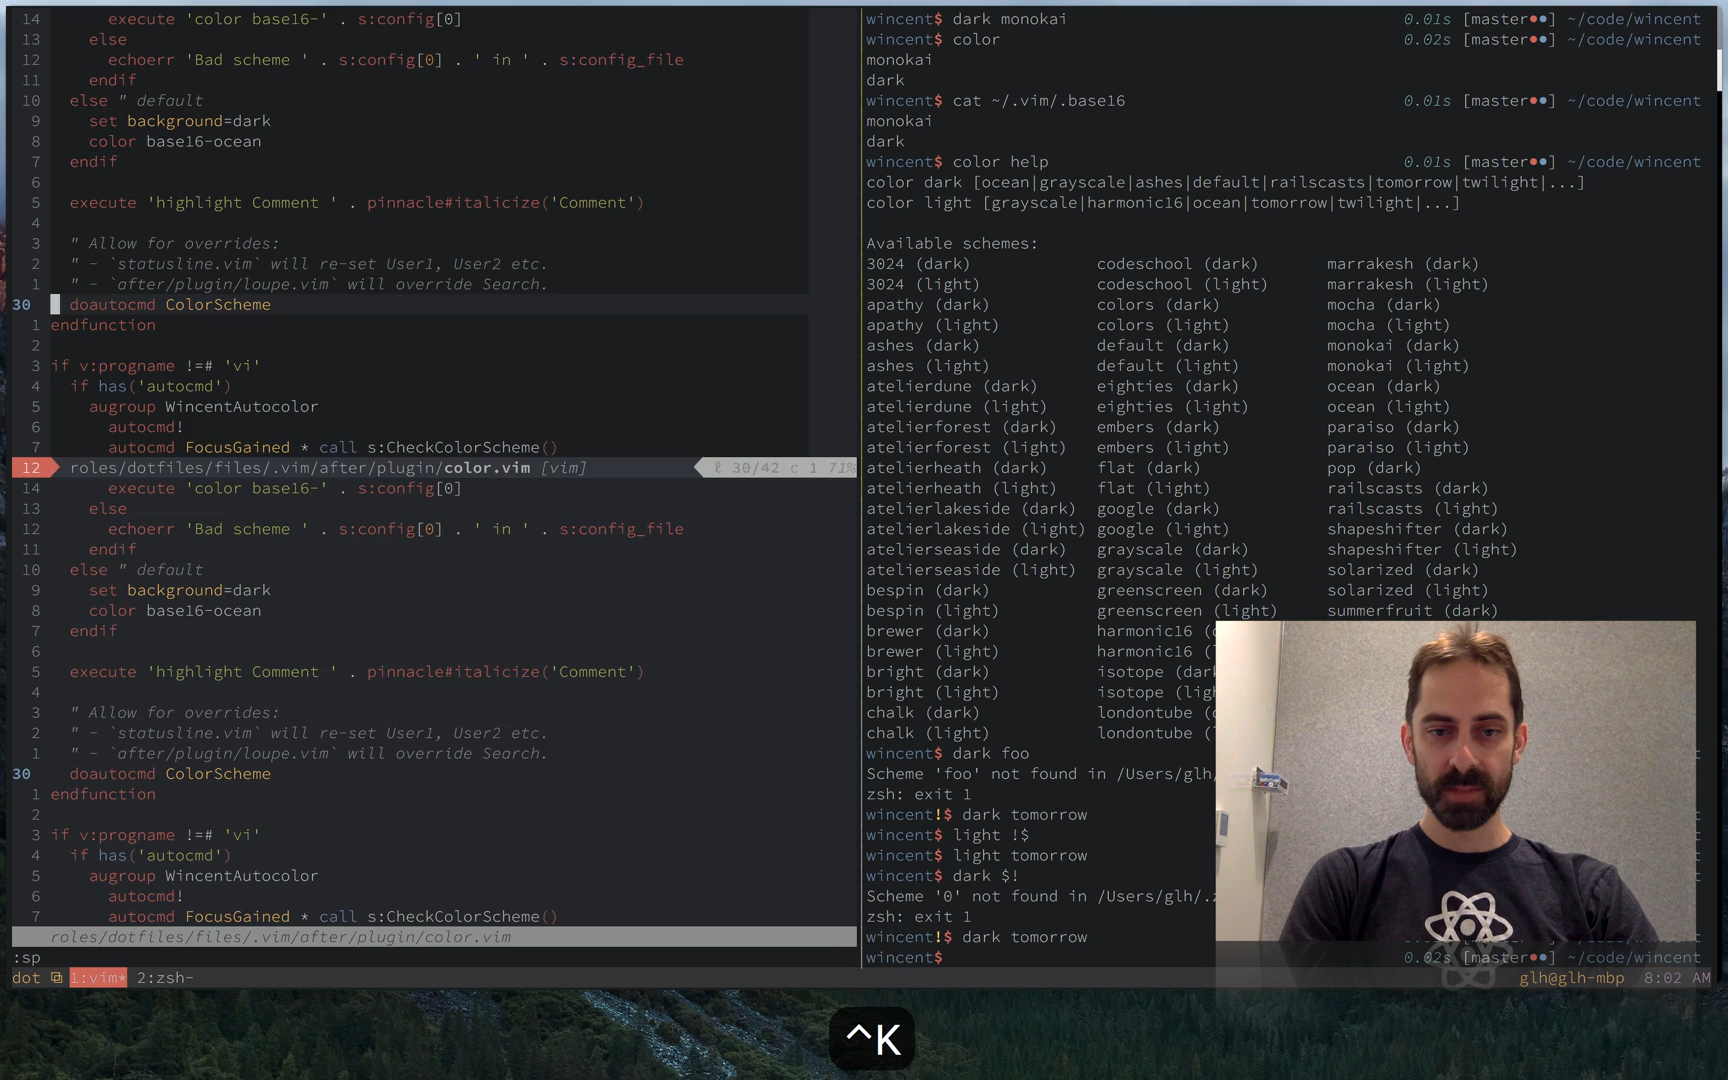 14 execute 'color base16-' . s:config[0]
13 else
12 echoerr 'Bad scheme ' . s:config[0] . ' in ' . s:config_file
11 endif
10 else " default
9 set background=dark
8 color base16-ocean
7 endif
6
5 execute 'highlight Comment ' . pinnacle#italicize('Comment')
4
3 " Allow for overrides:
2 " - `statusline.vim` will re-set User1, User2 etc.
1 " - `after/plugin/loupe.vim` will override Search.
30 doautocmd ColorScheme
1 endfunction
2
3 if v:progname !=# 'vi'
4 if has('autocmd')
5 augroup WincentAutocolor
6 autocmd!
7 autocmd FocusGained * call s:CheckColorScheme()
12 roles/dotfiles/files/.vim/after/plugin/color.vim [vim] ℓ 30/42 c 1 71%
14 execute 'color base16-' . s:config[0]
13 else
12 echoerr 'Bad scheme ' . s:config[0] . ' in ' . s:config_file
11 endif
10 else " default
9 set background=dark
8 color base16-ocean
7 endif
6
5 execute 'highlight Comment ' . pinnacle#italicize('Comment')
4
3 " Allow for overrides:
2 " - `statusline.vim` will re-set User1, User2 etc.
1 " - `after/plugin/loupe.vim` will override Search.
30 doautocmd ColorScheme
1 endfunction
2
3 if v:progname !=# 'vi'
4 if has('autocmd')
5 augroup WincentAutocolor
6 autocmd!
7 autocmd FocusGained * call s:CheckColorScheme()
roles/dotfiles/files/.vim/after/plugin/color.vim
:sp
wincent$ dark monokai 0.01s [master●●] ~/code/wincent
wincent$ color 0.02s [master●●] ~/code/wincent
monokai
dark
wincent$ cat ~/.vim/.base16 0.01s [master●●] ~/code/wincent
monokai
dark
wincent$ color help 0.01s [master●●] ~/code/wincent
color dark [ocean|grayscale|ashes|default|railscasts|tomorrow|twilight|...]
color light [grayscale|harmonic16|ocean|tomorrow|twilight|...]
Available schemes:
3024 (dark) codeschool (dark) marrakesh (dark)
3024 (light) codeschool (light) marrakesh (light)
apathy (dark) colors (dark) mocha (dark)
apathy (light) colors (light) mocha (light)
ashes (dark) default (dark) monokai (dark)
ashes (light) default (light) monokai (light)
atelierdune (dark) eighties (dark) ocean (dark)
atelierdune (light) eighties (light) ocean (light)
atelierforest (dark) embers (dark) paraiso (dark)
atelierforest (light) embers (light) paraiso (light)
atelierheath (dark) flat (dark) pop (dark)
atelierheath (light) flat (light) railscasts (dark)
atelierlakeside (dark) google (dark) railscasts (light)
atelierlakeside (light) google (light) shapeshifter (dark)
atelierseaside (dark) grayscale (dark) shapeshifter (light)
atelierseaside (light) grayscale (light) solarized (dark)
bespin (dark) greenscreen (dark) solarized (light)
bespin (light) greenscreen (light) summerfruit (dark)
brewer (dark) harmonic16 (
brewer (light) harmonic16 (
bright (dark) isotope (dar
bright (light) isotope (lig
chalk (dark) londontube (
chalk (light) londontube (
wincent$ dark foo
Scheme 'foo' not found in /Users/glh/
zsh: exit 1
wincent!$ dark tomorrow
wincent$ light !$
wincent$ light tomorrow
wincent$ dark $!
Scheme '0' not found in /Users/glh/.
zsh: exit 1
wincent!$ dark tomorrow
wincent$ 0.02s [master●●] ~/code/wincent
dot 1:vim* 2:zsh- glh@glh-mbp 8:02 AM
^K